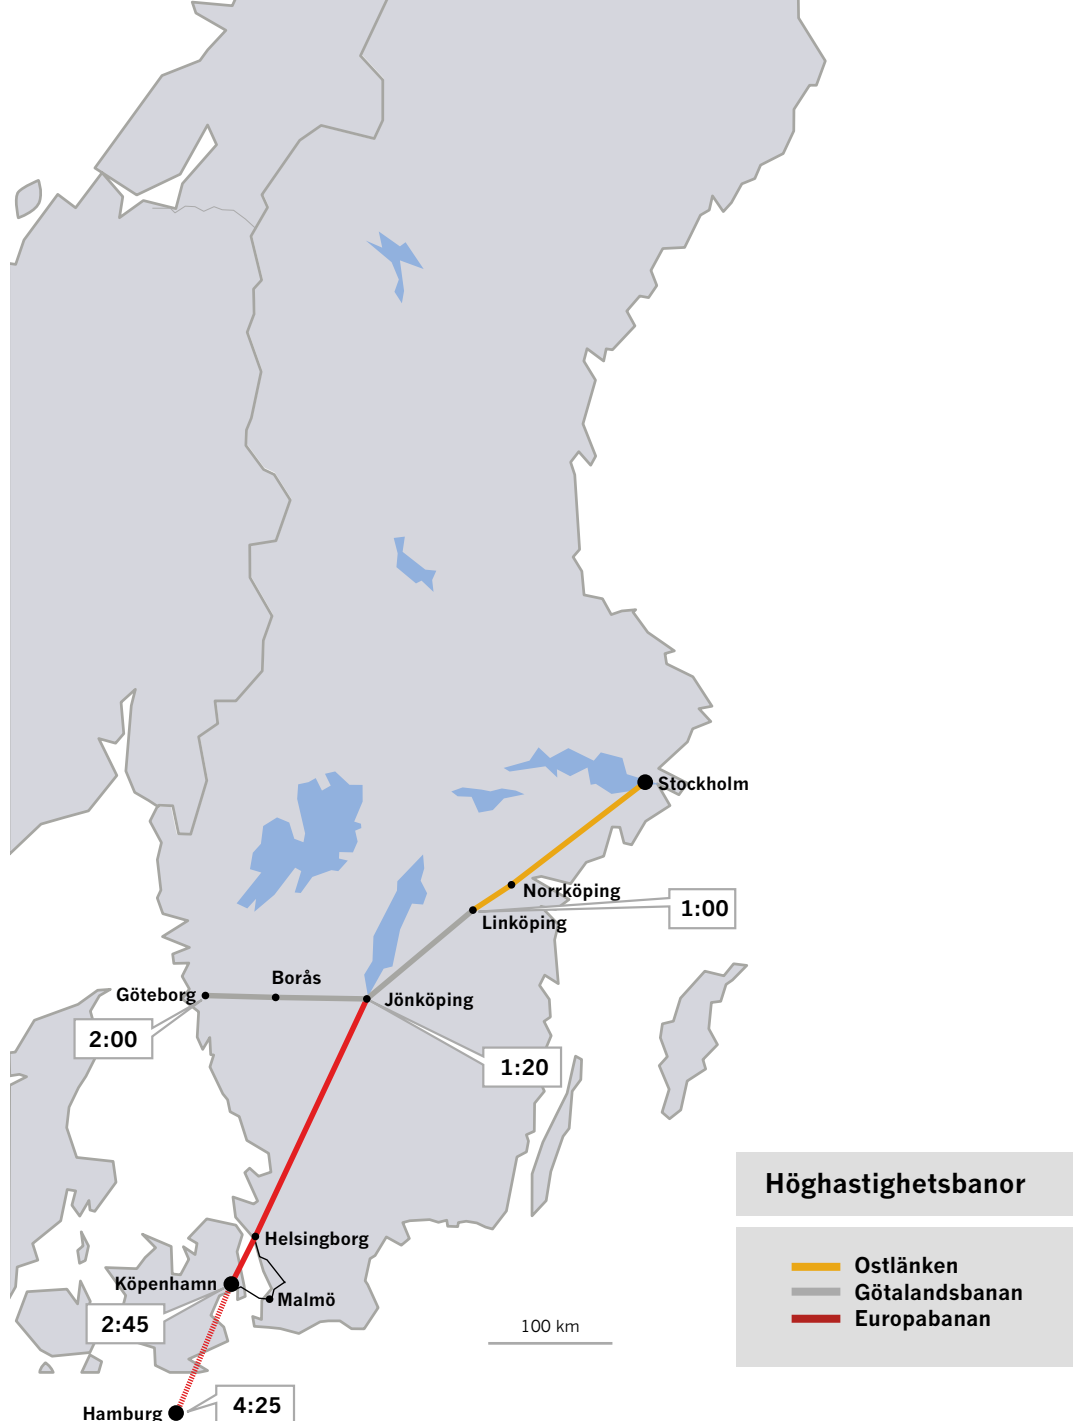 Stockholm
Norrköping
1:00
Linköping
Borås
Göteborg
Jönköping
2:00
1:20
Höghastighetsbanor
Helsingborg
Ostlänken
Köpenhamn
Götalandsbanan
Malmö
Europabanan
2:45
100 km
4:25
Hamburg